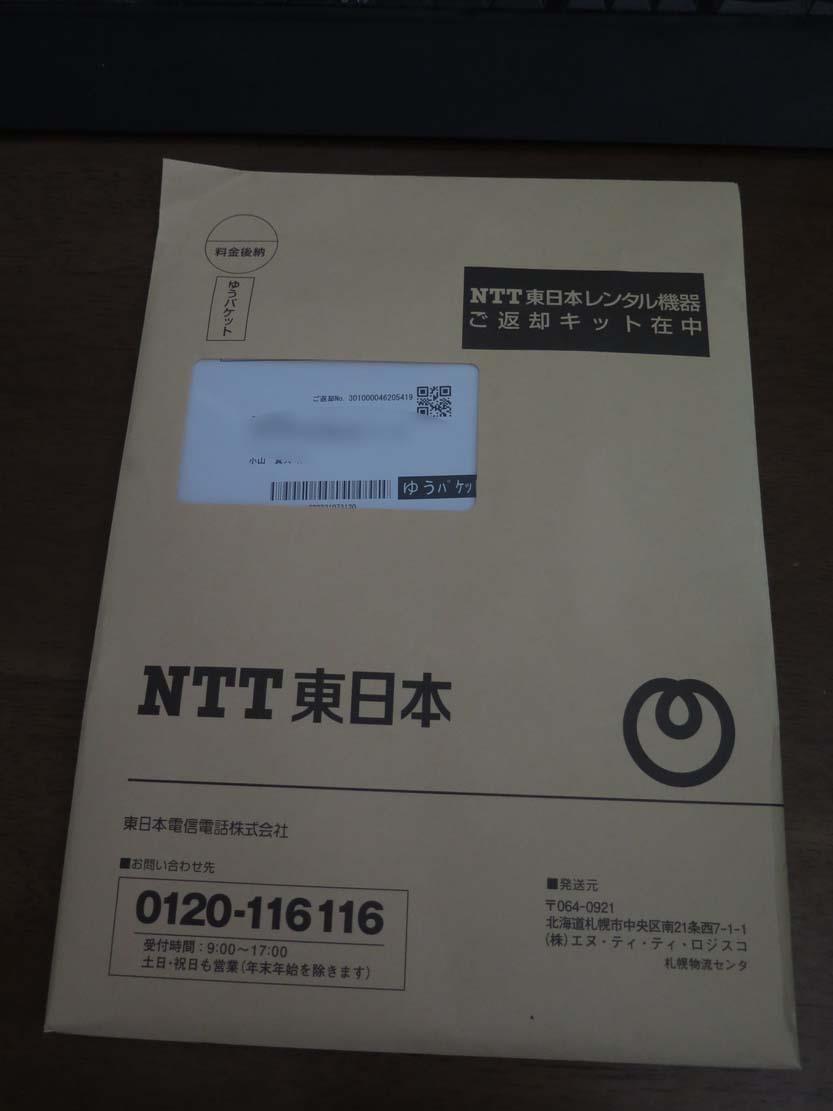 料金後納
ゆうパケット
NTT東日本レンタル機器
ご返却キット在中
ご返却No. 301000046205419
小山
ゆうパケッ
NTT東日本
東日本電信電話株式会社
■お問い合わせ先
0120-116116
受付時間:9:00～17:00
土日・祝日も営業(年末年始を除きます)
■発送元
〒064-0921
北海道札幌市中央区南21条西7-1-1
(株)エヌ・ティ・ティ・ロジスコ
札幌物流センタ